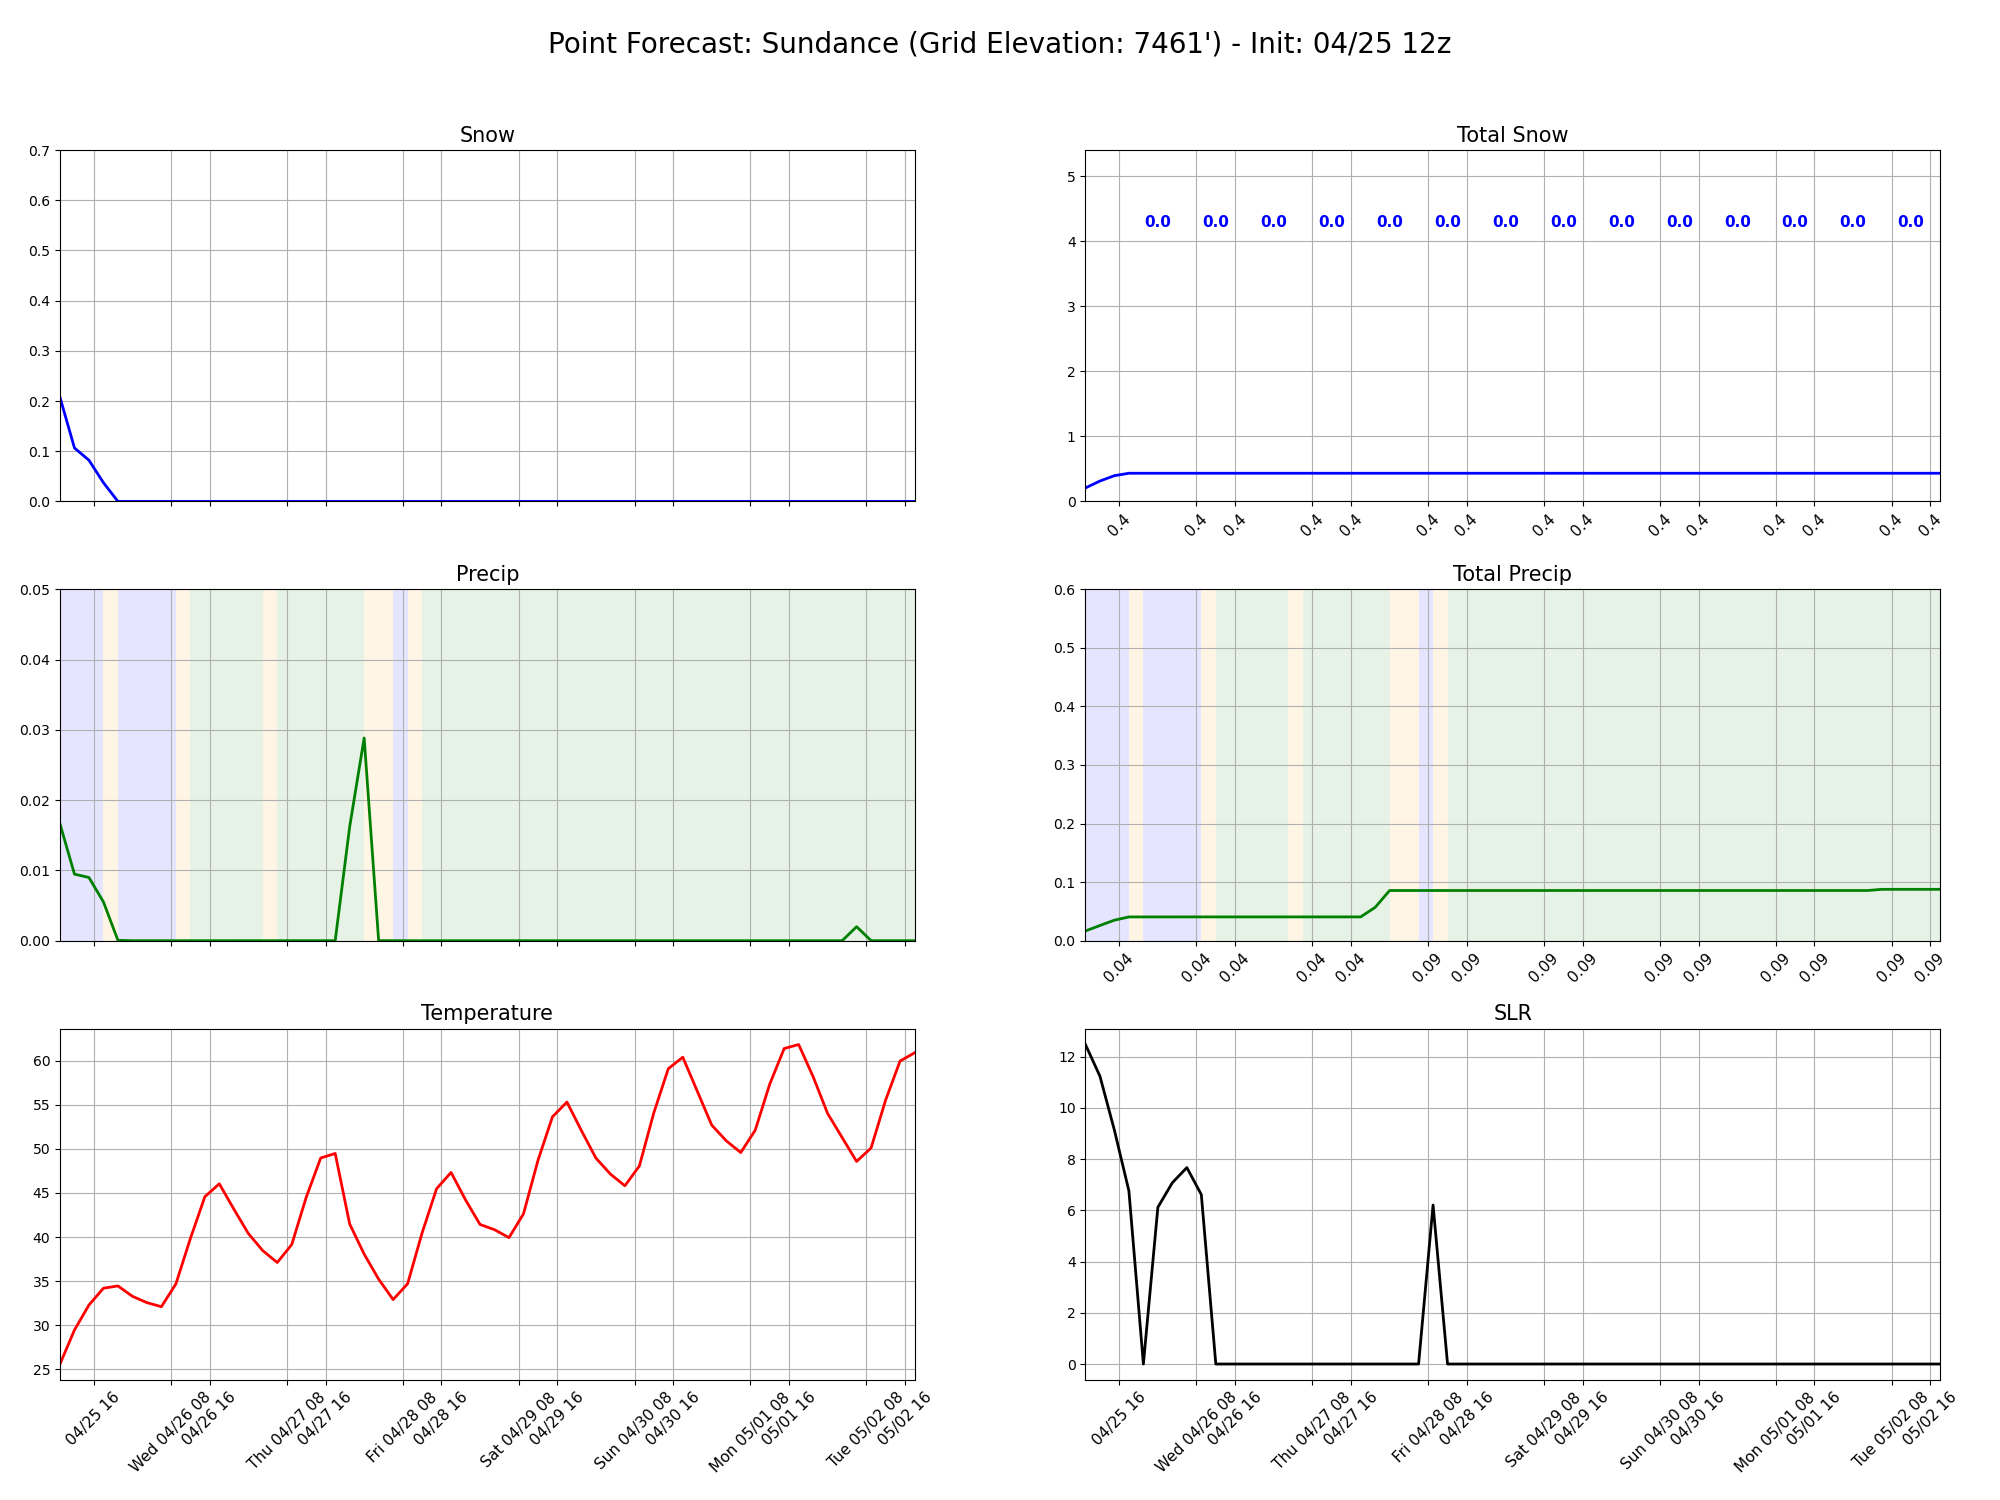 Point Forecast: Sundance (Grid Elevation: 7461') - Init: 04/25 12z
Snow
0.7
0.6
0.5
0.4
0.3
0.2
0.1
0.0
Total Snow
5
4
3
2
1
0
0.0 0.0 0.0 0.0 0.0 0.0 0.0 0.0 0.0 0.0 0.0 0.0 0.0 0.0
0.4 0.4 0.4 0.4 0.4 0.4 0.4 0.4 0.4 0.4 0.4 0.4 0.4 0.4 0.4
Precip
0.05
0.04
0.03
0.02
0.01
0.00
Total Precip
0.6
0.5
0.4
0.3
0.2
0.1
0.0
0.04 0.04 0.04 0.04 0.04 0.09 0.09 0.09 0.09 0.09 0.09 0.09 0.09 0.09 0.09
Temperature
60
55
50
45
40
35
30
25
04/25 16
Wed 04/26 08
04/26 16
Thu 04/27 08
04/27 16
Fri 04/28 08
04/28 16
Sat 04/29 08
04/29 16
Sun 04/30 08
04/30 16
Mon 05/01 08
05/01 16
Tue 05/02 08
05/02 16
SLR
12
10
8
6
4
2
0
04/25 16
Wed 04/26 08
04/26 16
Thu 04/27 08
04/27 16
Fri 04/28 08
04/28 16
Sat 04/29 08
04/29 16
Sun 04/30 08
04/30 16
Mon 05/01 08
05/01 16
Tue 05/02 08
05/02 16